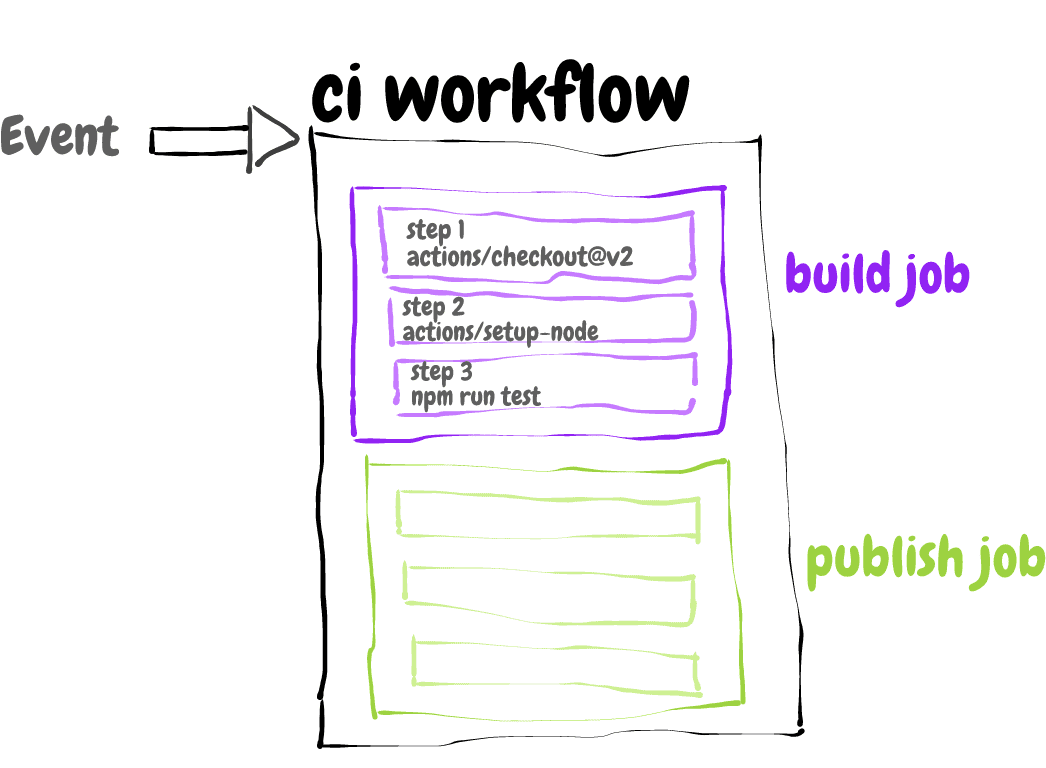 ci workflow
Event
step 1
actions/checkout@v2
build job
step 2
actions/setup-node
step 3
npm run test
publish job